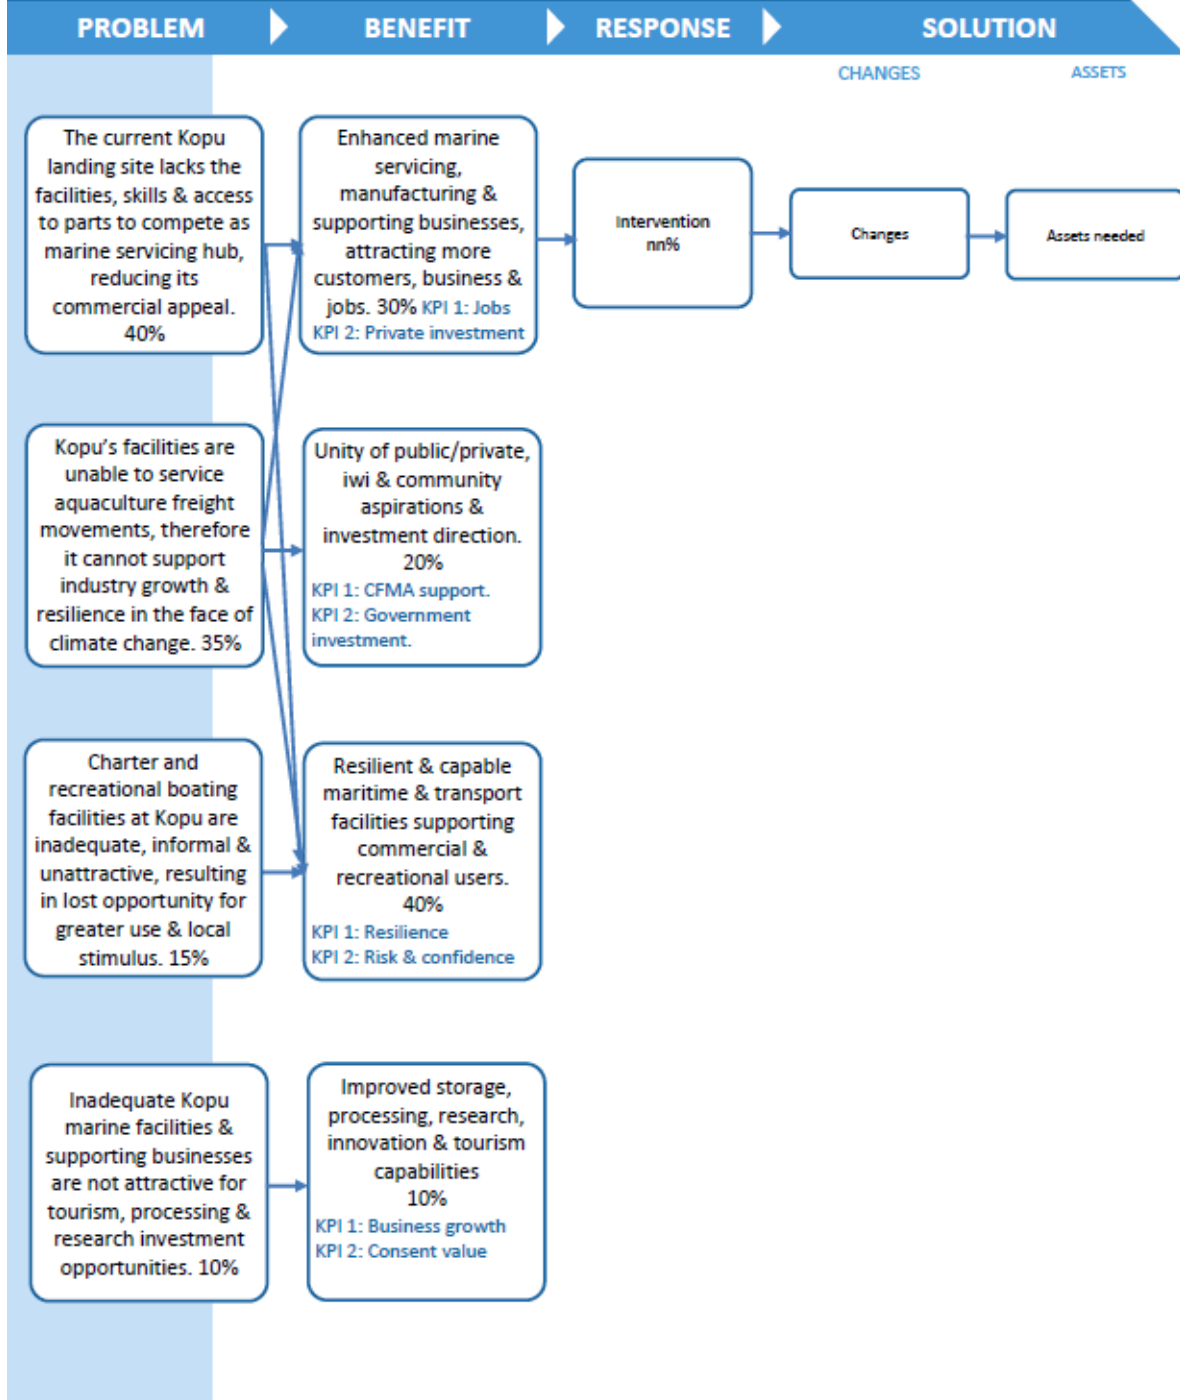 PROBLEM
BENEFIT
RESPONSE
SOLUTION
CHANGES
ASSETS
The current Kopu
landing site lacks the
facilities, skills & access
to parts to compete as
marine servicing hub,
reducing its
commercial appeal.
40%
Enhanced marine
servicing,
manufacturing &
supporting businesses,
attracting more
customers, business &
jobs. 30% KPI 1: Jobs
KPI 2: Private investment
Intervention
nn%
Changes
Assets needed
Kopu’s facilities are
unable to service
aquaculture freight
movements, therefore
it cannot support
industry growth &
resilience in the face of
climate change. 35%
Unity of public/private,
iwi & community
aspirations &
investment direction.
20%
KPI 1: CFMA support.
KPI 2: Government
investment.
Charter and
recreational boating
facilities at Kopu are
inadequate, informal &
unattractive, resulting
in lost opportunity for
greater use & local
stimulus. 15%
Resilient & capable
maritime & transport
facilities supporting
commercial &
recreational users.
40%
KPI 1: Resilience
KPI 2: Risk & confidence
Inadequate Kopu
marine facilities &
supporting businesses
are not attractive for
tourism, processing &
research investment
opportunities. 10%
Improved storage,
processing, research,
innovation & tourism
capabilities
10%
KPI 1: Business growth
KPI 2: Consent value